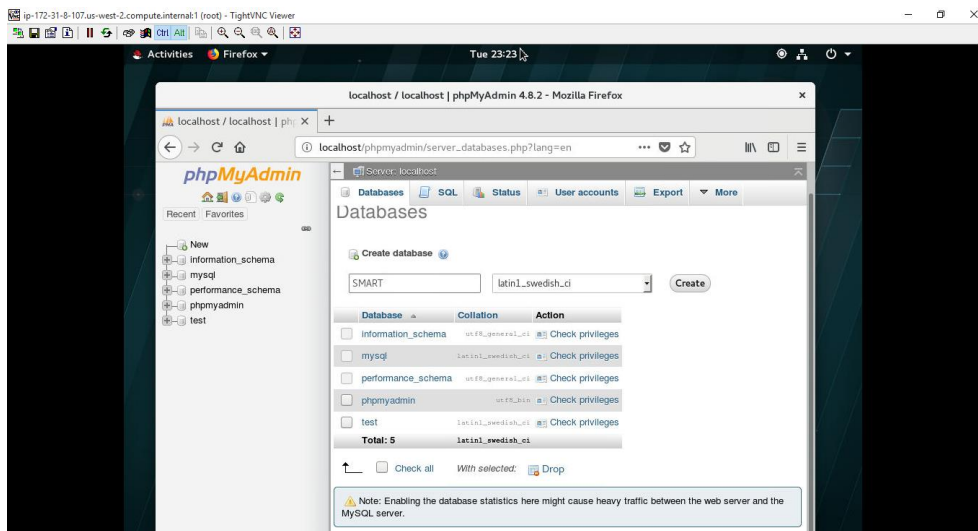 ip-172-31-8-107.us-west-2.compute.internal:1 (root) - TightVNC Viewer
Ctrl Alt
Activities Firefox Tue 23:23
localhost / localhost | phpMyAdmin 4.8.2 - Mozilla Firefox
localhost / localhost | php
localhost/phpmyadmin/server_databases.php?lang=en
phpMyAdmin
Recent Favorites
New
information_schema
mysql
performance_schema
phpmyadmin
test
Server: localhost
Databases SQL Status User accounts Export More
Databases
Create database
SMART latin1_swedish_ci Create
Database Collation Action
information_schema utf8_general_ci Check privileges
mysql latin1_swedish_ci Check privileges
performance_schema utf8_general_ci Check privileges
phpmyadmin utf8_bin Check privileges
test latin1_swedish_ci Check privileges
Total: 5 latin1_swedish_ci
Check all With selected: Drop
Note: Enabling the database statistics here might cause heavy traffic between the web server and the
MySQL server.